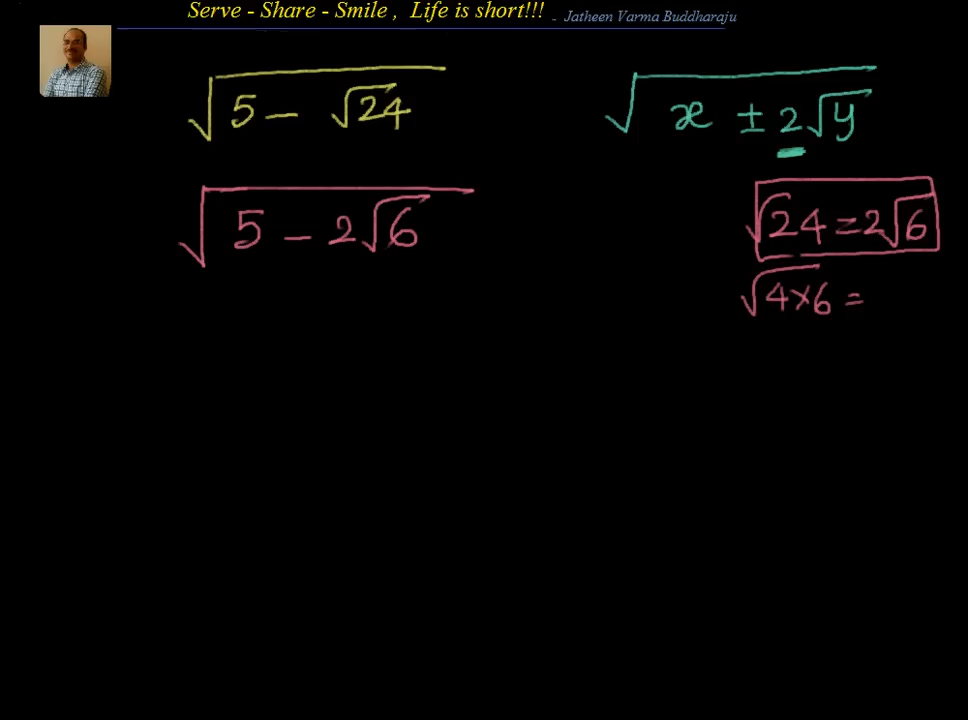 Serve - Share - Smile , Life is short!!! - Jatheen Varma Buddharaju
√(5 - √24)
√(x ± 2√y)
√(5 - 2√6)
√24 = 2√6
√4×6 =